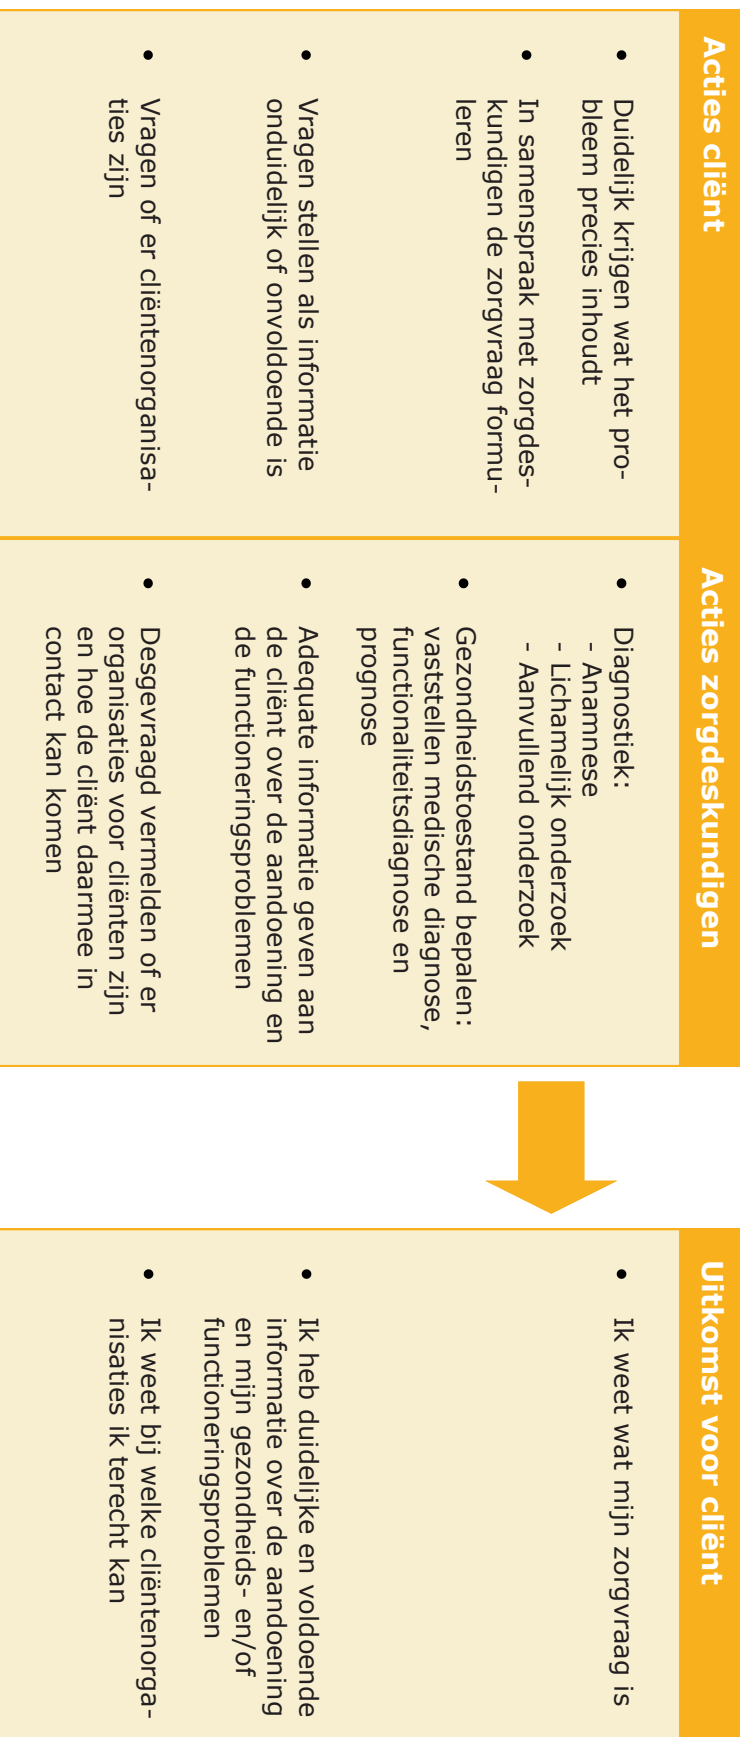 Acties cliënt
• Duidelijk krijgen wat het pro-
bleem precies inhoudt
• In samenspraak met zorgdes-
kundigen de zorgvraag formu-
leren
• Vragen stellen als informatie
onduidelijk of onvoldoende is
• Vragen of er cliëntenorganisa-
ties zijn
Acties zorgdeskundigen
• Diagnostiek:
- Anamnese
- Lichamelijk onderzoek
- Aanvullend onderzoek
• Gezondheidstoestand bepalen:
vaststellen medische diagnose,
functionaliteitsdiagnose en
prognose
• Adequate informatie geven aan
de cliënt over de aandoening en
de functioneringsproblemen
• Desgevraagd vermelden of er
organisaties voor cliënten zijn
en hoe de cliënt daarmee in
contact kan komen
Uitkomst voor cliënt
• Ik weet wat mijn zorgvraag is
• Ik heb duidelijke en voldoende
informatie over de aandoening
en mijn gezondheids- en/of
functioneringsproblemen
• Ik weet bij welke cliëntenorga-
nisaties ik terecht kan